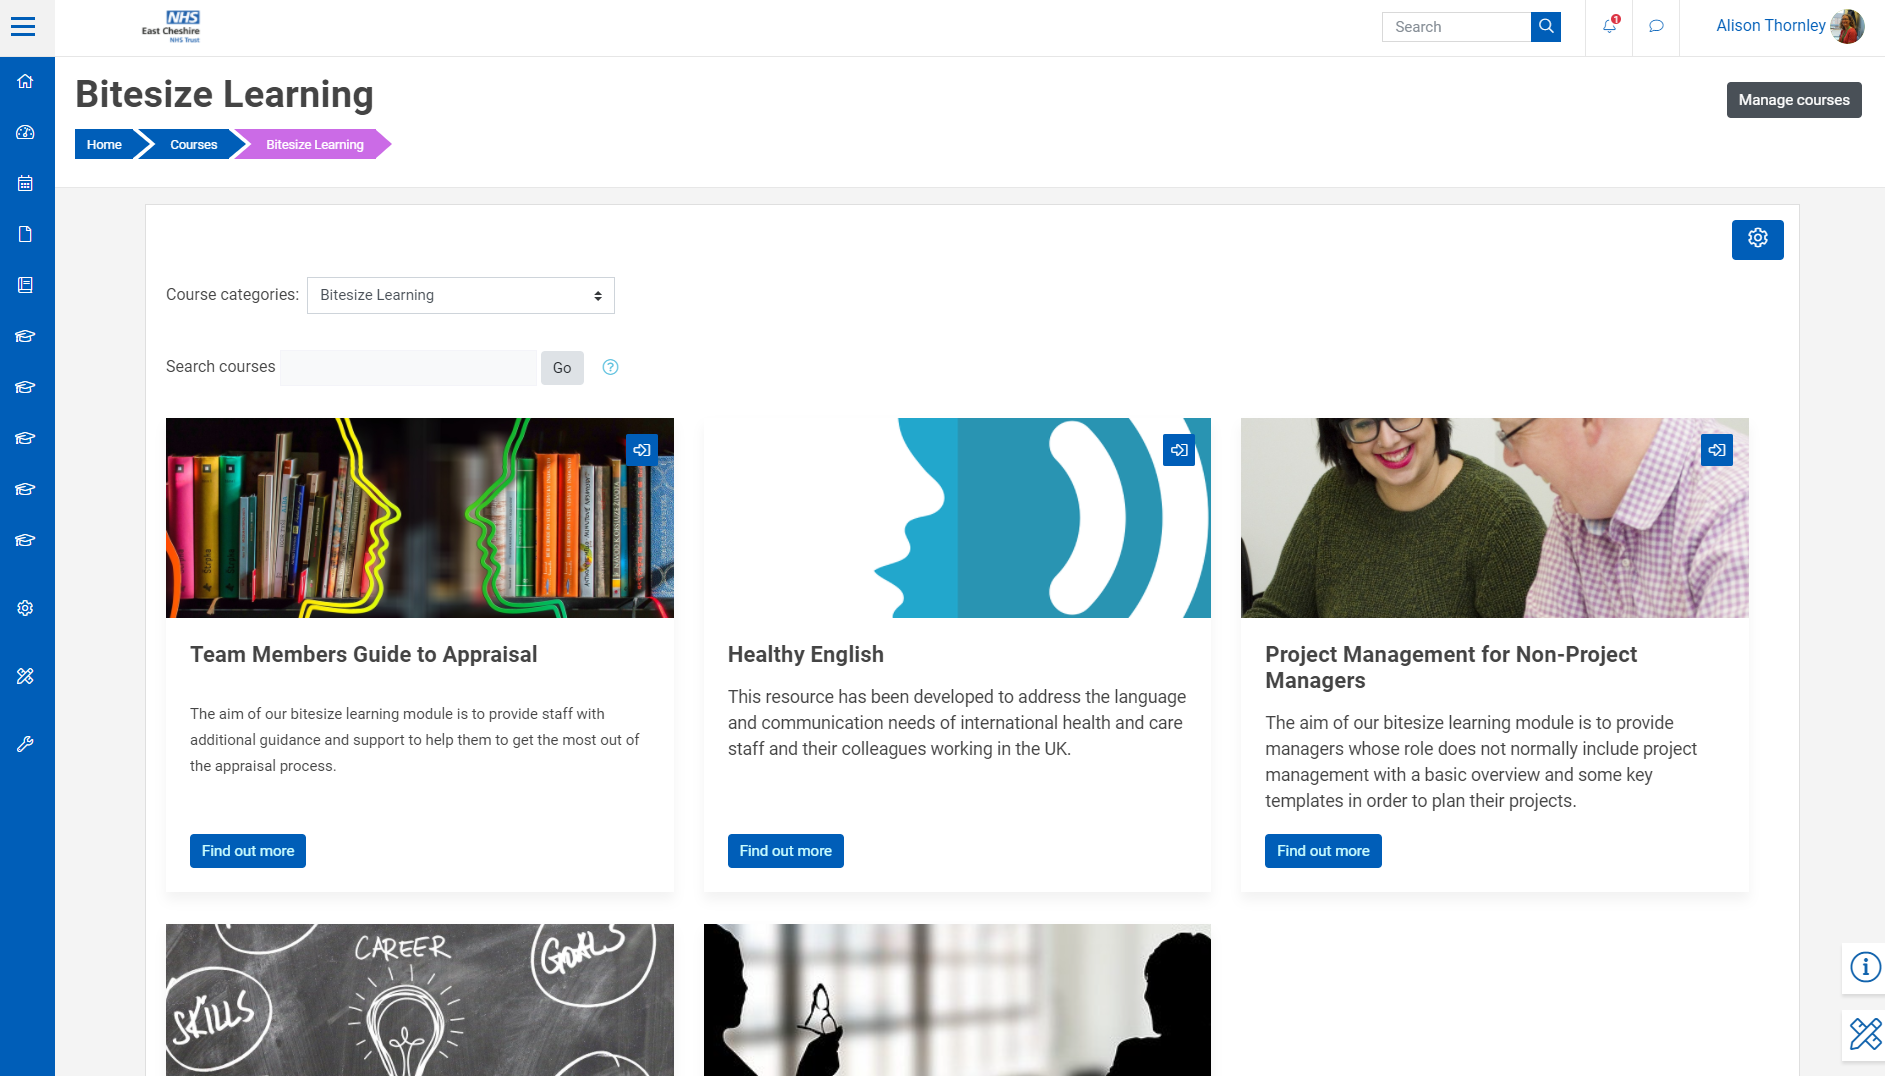 NHS
East Cheshire
NHS Trust
Search
1
Alison Thornley
Bitesize Learning
Manage courses
Home
Courses
Bitesize Learning
Course categories:
Bitesize Learning
Search courses
Go
?
Team Members Guide to Appraisal
The aim of our bitesize learning module is to provide staff with
additional guidance and support to help them to get the most out of
the appraisal process.
Find out more
Healthy English
This resource has been developed to address the language
and communication needs of international health and care
staff and their colleagues working in the UK.
Find out more
Project Management for Non-Project
Managers
The aim of our bitesize learning module is to provide
managers whose role does not normally include project
management with a basic overview and some key
templates in order to plan their projects.
Find out more
CAREER
GOALS
SKILLS